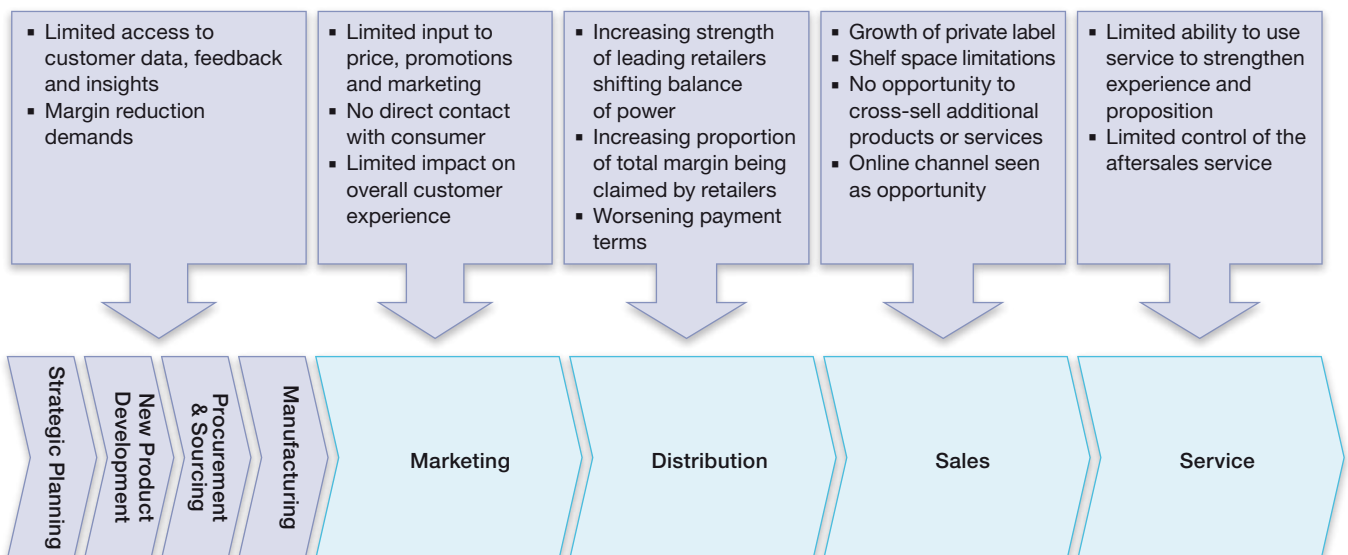 ▪ Limited access to
customer data, feedback
and insights
▪ Margin reduction
demands
▪ Limited input to
price, promotions
and marketing
▪ No direct contact
with consumer
▪ Limited impact on
overall customer
experience
▪ Increasing strength
of leading retailers
shifting balance
of power
▪ Increasing proportion
of total margin being
claimed by retailers
▪ Worsening payment
terms
▪ Growth of private label
▪ Shelf space limitations
▪ No opportunity to
cross-sell additional
products or services
▪ Online channel seen
as opportunity
▪ Limited ability to use
service to strengthen
experience and
proposition
▪ Limited control of the
aftersales service
Strategic Planning
New Product
Development
Procurement
& Sourcing
Manufacturing
Marketing
Distribution
Sales
Service